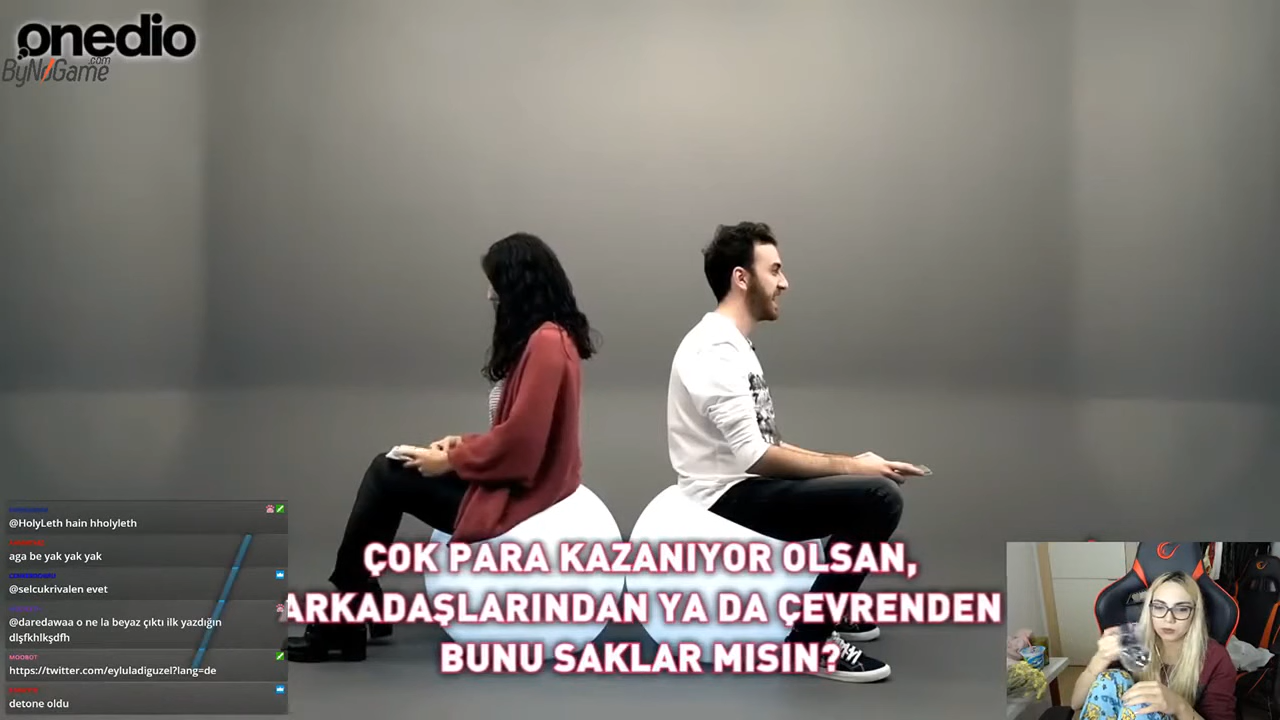 onedio
ByNoGame
.com
@HolyLeth hain hholyleth
aga be yak yak yak
@selcukrivalen evet
@daredawaa o ne la beyaz çıktı ilk yazdığın
dlşfkhlkşdfh
MOOBOT
https://twitter.com/eyluladiguzel?lang=de
detone oldu
ÇOK PARA KAZANIYOR OLSAN,
ARKADAŞLARINDAN YA DA ÇEVRENDEN
BUNU SAKLAR MISIN?